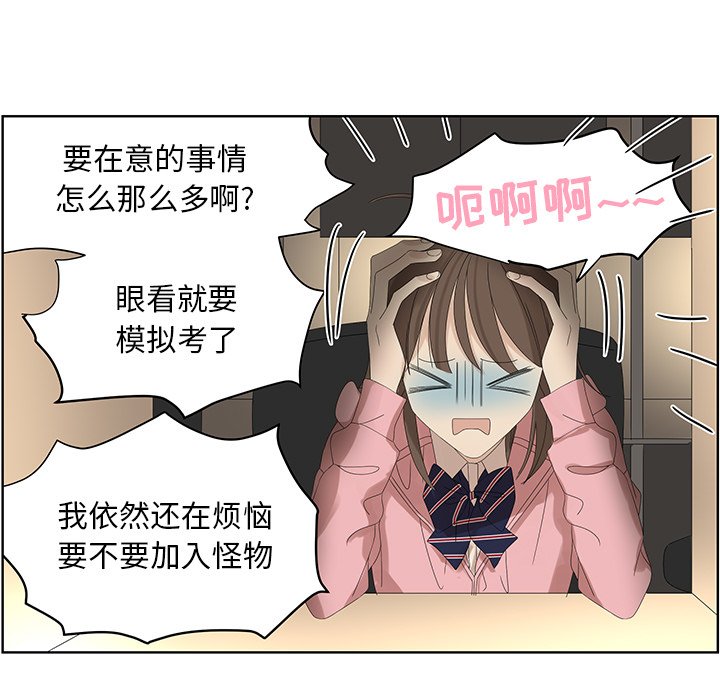 要在意的事情
怎么那么多啊?
呃啊啊~~
眼看就要
模拟考了
我依然还在烦恼
要不要加入怪物